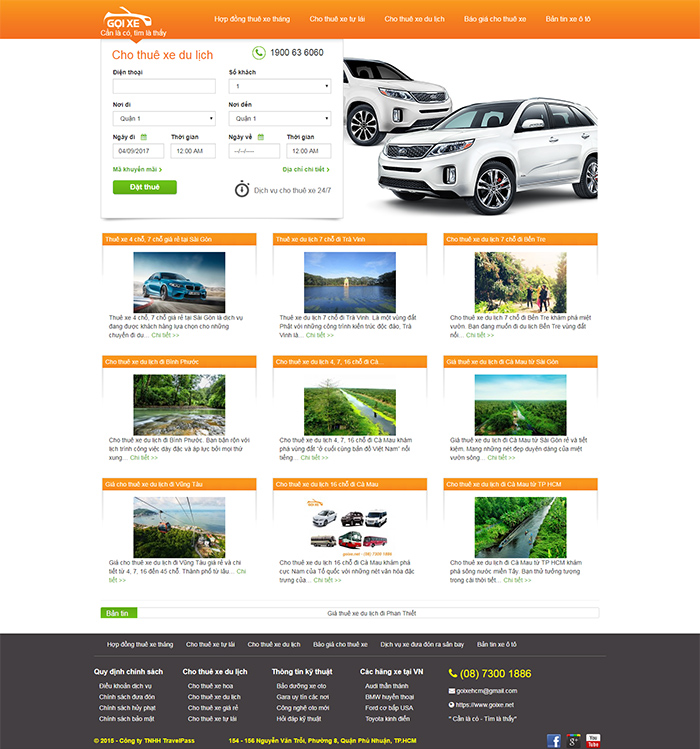 GỌI XE
Cần là có, tìm là thấy
Hợp đồng thuê xe tháng
Cho thuê xe tự lái
Cho thuê xe du lịch
Báo giá cho thuê xe
Bản tin xe ô tô
Cho thuê xe du lịch
1900 63 6060
Điện thoại
Số khách
1
Nơi đi
Nơi đến
Quận 1
Quận 1
Ngày đi
Thời gian
Ngày về
Thời gian
04/09/2017
12:00 AM
--/--/----
12:00 AM
Mã khuyến mãi >
Địa chỉ chi tiết >
Đặt thuê
Dịch vụ cho thuê xe 24/7
Thuê xe 4 chỗ, 7 chỗ giá rẻ tại Sài Gòn
Thuê xe 4 chỗ, 7 chỗ giá rẻ tại Sài Gòn là dịch vụ
đang được khách hàng lựa chọn cho những
chuyến đi du... Chi tiết >>
Thuê xe du lịch 7 chỗ đi Trà Vinh
Cho thuê xe du lịch 7 chỗ đi Trà Vinh. Là một vùng đất
Phật với những công trình kiến trúc độc đáo, Trà
Vinh là... Chi tiết >>
Cho thuê xe du lịch 7 chỗ đi Bến Tre
Cho thuê xe du lịch 7 chỗ đi Bến Tre khám phá miệt
vườn. Bạn đang muốn đi du lịch Bến Tre vùng đất
nổi... Chi tiết >>
Cho thuê xe du lịch đi Bình Phước
Cho thuê xe du lịch đi Bình Phước. Bạn bận rộn với
lịch trình công việc dày đặc và áp lực bởi mọi thứ
xung... Chi tiết >>
Cho thuê xe du lịch 4, 7, 16 chỗ đi Cà...
Cho thuê xe du lịch 4, 7, 16 chỗ đi Cà Mau khám
phá vùng đất "ở cuối cùng bản đồ Việt Nam" nổi
tiếng... Chi tiết >>
Giá thuê xe du lịch đi Cà Mau từ Sài Gòn
Giá thuê xe du lịch đi Cà Mau từ Sài Gòn rẻ và tiết
kiệm. Mang những nét đẹp duyên dáng của miệt
vườn sông... Chi tiết >>
Giá cho thuê xe du lịch đi Vũng Tàu
Giá cho thuê xe du lịch đi Vũng Tàu giá rẻ và chi
tiết từ 4, 7, 16 đến 45 chỗ. Thành phố từ lâu... Chi
tiết >>
Cho thuê xe du lịch 16 chỗ đi Cà Mau
GỌI XE
goixe.net - (08) 7300 1886
Cho thuê xe du lịch 16 chỗ đi Cà Mau khám phá
cực Nam của Tổ quốc với những nét văn hóa đặc
trưng của... Chi tiết >>
Cho thuê xe du lịch đi Cà Mau từ TP HCM
Cho thuê xe du lịch đi Cà Mau từ TP HCM khám
phá sông nước miền Tây. Bạn thử tưởng tượng
trong cái thời tiết... Chi tiết >>
Bản tin
Giá thuê xe du lịch đi Phan Thiết
Hợp đồng thuê xe tháng
Cho thuê xe tự lái
Cho thuê xe du lịch
Báo giá cho thuê xe
Dịch vụ xe đưa đón ra sân bay
Bản tin xe ô tô
Quy định chính sách
Điều khoản dịch vụ
Chính sách đưa đón
Chính sách hủy phạt
Chính sách bảo mật
Cho thuê xe du lịch
Cho thuê xe hoa
Cho thuê xe du lịch
Cho thuê xe giá rẻ
Cho thuê xe tự lái
Thông tin kỹ thuật
Bảo dưỡng xe oto
Gara uy tín các nơi
Công nghệ oto mới
Hỏi đáp kỹ thuật
Các hãng xe tại VN
Audi thần thánh
BMW huyền thoại
Ford cơ bắp USA
Toyota kinh điển
(08) 7300 1886
goixehcm@gmail.com
https://www.goixe.net
" Cần là có - Tìm là thấy"
© 2015 - Công ty TNHH TravelPass
154 - 156 Nguyễn Văn Trỗi, Phường 8, Quận Phú Nhuận, TP.HCM
You
Tube